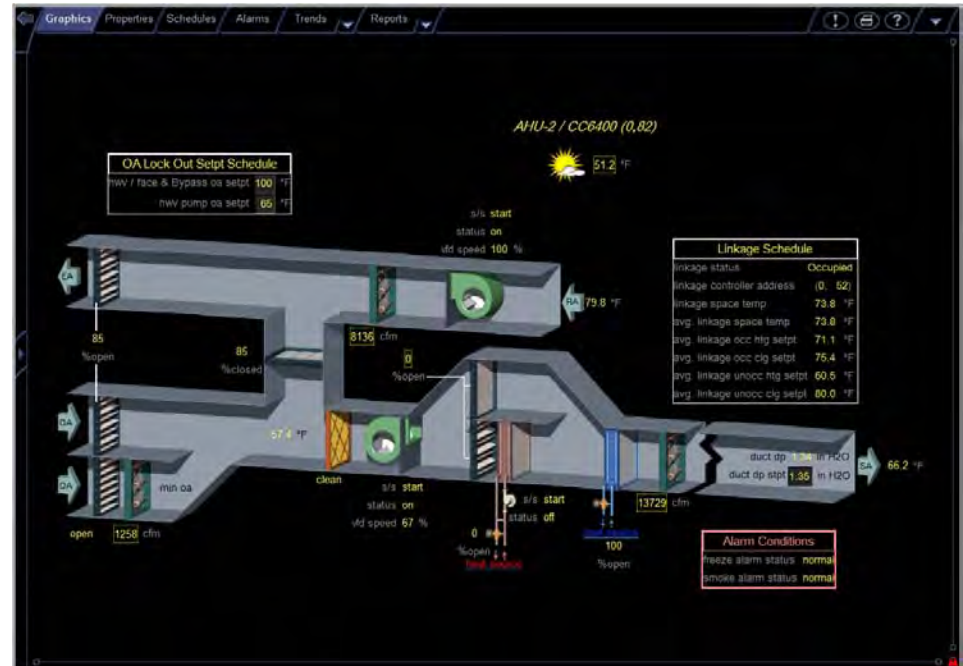 Graphics Properties Schedules Alarms Trends Reports
AHU-2 / CC6400 (0,82)
51.2 °F
OA Lock Out Setpt Schedule
hwv / face & Bypass oa setpt 100 °F
hwv pump oa setpt 65 °F
s/s start
status on
vfd speed 100 %
Linkage Schedule
linkage status Occupied
linkage controller address (0, 52)
linkage space temp 73.8 °F
avg. linkage space temp 73.8 °F
avg. linkage occ htg setpt 71.1 °F
avg. linkage occ clg setpt 75.4 °F
avg. linkage unocc htg setpt 60.5 °F
avg. linkage unocc clg setpt 80.0 °F
EA
RA 79.8 °F
8136 cfm
85
%open
85
%closed
0
%open
OA
57.4 °F
clean
OA
min oa
open 1258 cfm
s/s start
status on
vfd speed 67 %
s/s start
status off
0
%open
heat source
100
%open
13729 cfm
duct dp 1.34 in H2O
duct dp stpt 1.35 in H2O
SA 66.2 °F
Alarm Conditions
freeze alarm status normal
smoke alarm status normal